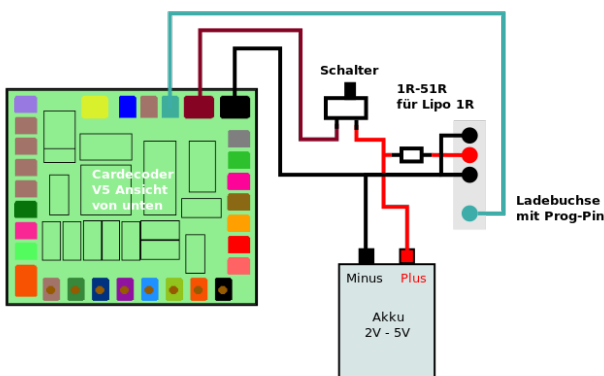 Schalter
1R-51R
für Lipo 1R
Cardecoder
V5 Ansicht
von unten
Ladebuchse
mit Prog-Pin
Minus Plus
Akku
2V - 5V